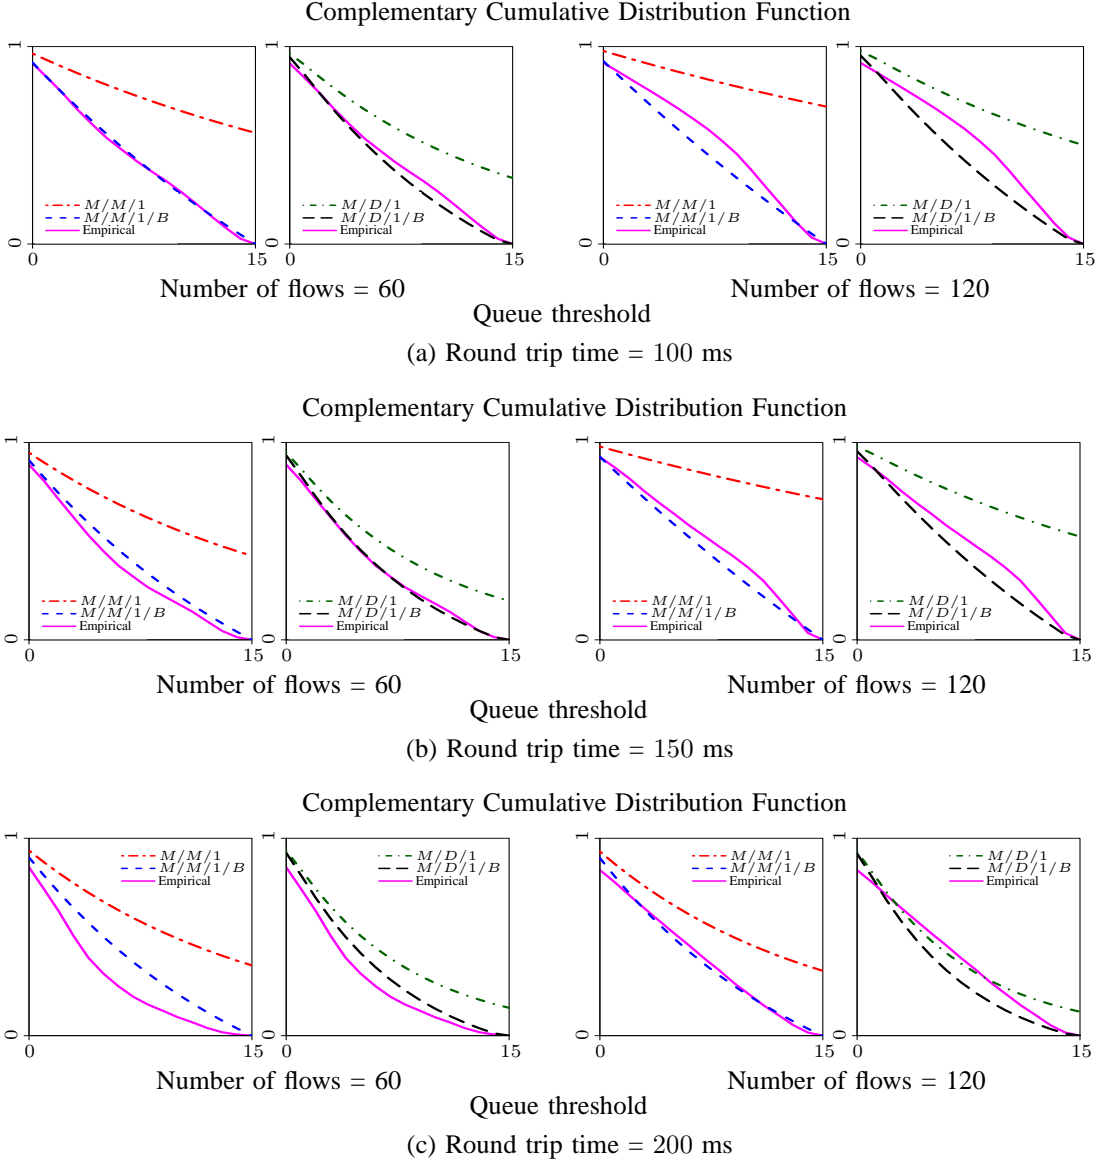 Complementary Cumulative Distribution Function
1 1 1 1
M/M/1 M/D/1 M/M/1 M/D/1
M/M/1/B M/D/1/B M/M/1/B M/D/1/B
Empirical Empirical Empirical Empirical
0 0 0 0
0 15 0 15 0 15 0 15
Number of flows = 60 Number of flows = 120
Queue threshold
(a) Round trip time = 100 ms
Complementary Cumulative Distribution Function
1 1 1 1
M/M/1 M/D/1 M/M/1 M/D/1
M/M/1/B M/D/1/B M/M/1/B M/D/1/B
Empirical Empirical Empirical Empirical
0 0 0 0
0 15 0 15 0 15 0 15
Number of flows = 60 Number of flows = 120
Queue threshold
(b) Round trip time = 150 ms
Complementary Cumulative Distribution Function
1 1 1 1
M/M/1 M/D/1 M/M/1 M/D/1
M/M/1/B M/D/1/B M/M/1/B M/D/1/B
Empirical Empirical Empirical Empirical
0 0 0 0
0 15 0 15 0 15 0 15
Number of flows = 60 Number of flows = 120
Queue threshold
(c) Round trip time = 200 ms